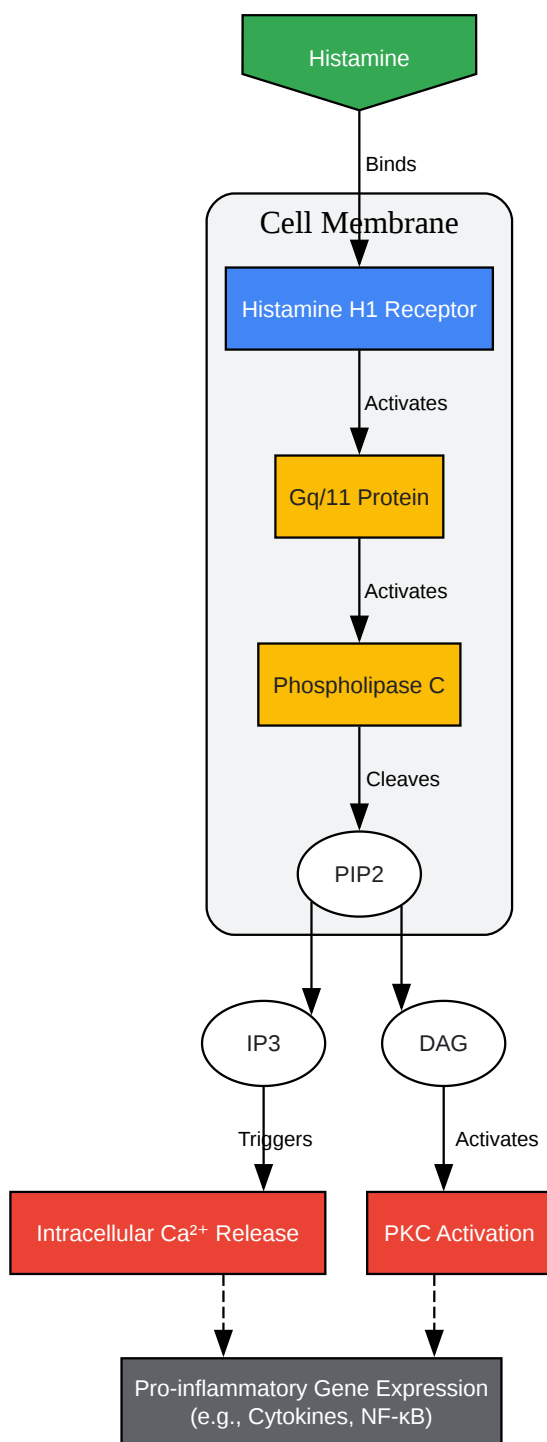 Histamine
Binds
Cell Membrane
Histamine H1 Receptor
Activates
Gq/11 Protein
Activates
Phospholipase C
Cleaves
PIP2
IP3
DAG
Triggers
Activates
Intracellular Ca²⁺ Release
PKC Activation
Pro-inflammatory Gene Expression
(e.g., Cytokines, NF-κB)